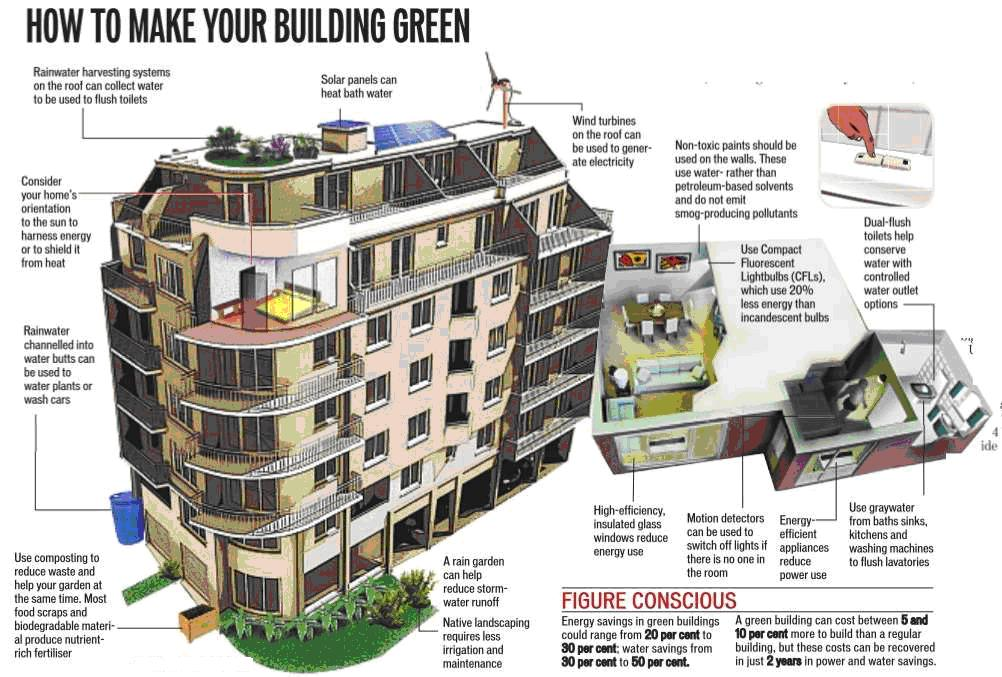 HOW TO MAKE YOUR BUILDING GREEN
Rainwater harvesting systems
on the roof can collect water
to be used to flush toilets
Solar panels can
heat bath water
Wind turbines
on the roof can
be used to gener-
ate electricity
Non-toxic paints should be
used on the walls. These
use water- rather than
petroleum-based solvents
and do not emit
smog-producing pollutants
Consider
your home's
orientation
to the sun to
harness energy
or to shield it
from heat
Dual-flush
toilets help
conserve
water with
controlled
water outlet
options
Use Compact
Fluorescent
Lightbulbs (CFLs),
which use 20%
less energy than
incandescent bulbs
Rainwater
channelled into
water butts can
be used to
water plants or
wash cars
4
ide
High-efficiency,
insulated glass
windows reduce
energy use
Motion detectors
can be used to
switch off lights if
there is no one in
the room
Energy-
efficient
appliances
reduce
power use
Use graywater
from baths sinks,
kitchens and
washing machines
to flush lavatories
Use composting to
reduce waste and
help your garden at
the same time. Most
food scraps and
biodegradable materi-
al produce nutrient-
rich fertiliser
A rain garden
can help
reduce storm-
water runoff
Native landscaping
requires less
irrigation and
maintenance
FIGURE CONSCIOUS
Energy savings in green buildings
could range from 20 per cent to
30 per cent; water savings from
30 per cent to 50 per cent.
A green building can cost between 5 and
10 per cent more to build than a regular
building, but these costs can be recovered
in just 2 years in power and water savings.